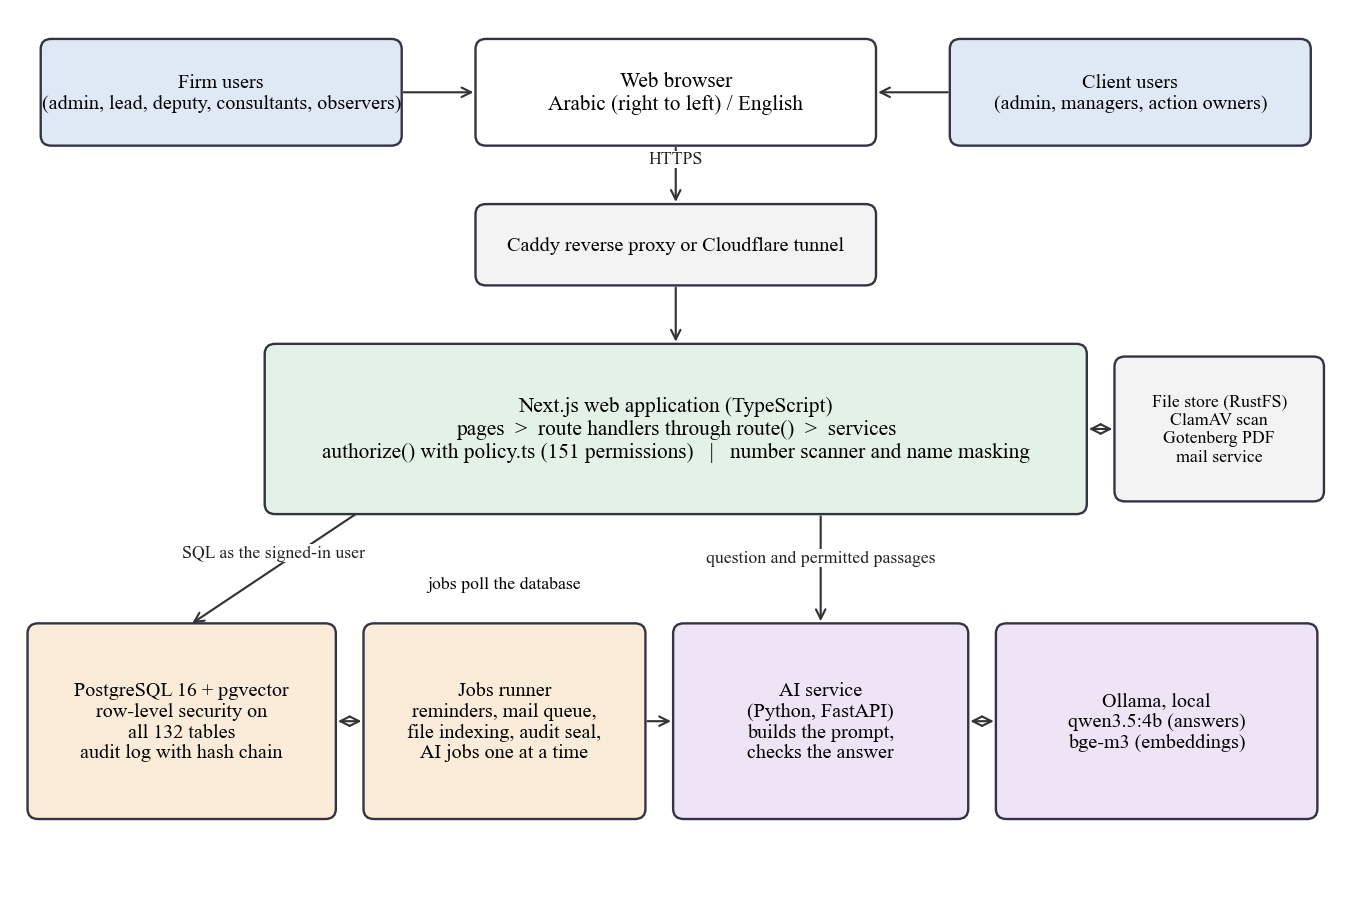 Firm users
(admin, lead, deputy, consultants, observers)
Web browser
Arabic (right to left) / English
Client users
(admin, managers, action owners)
HTTPS
Caddy reverse proxy or Cloudflare tunnel
Next.js web application (TypeScript)
pages > route handlers through route() > services
authorize() with policy.ts (151 permissions) | number scanner and name masking
File store (RustFS)
ClamAV scan
Gotenberg PDF
mail service
SQL as the signed-in user
question and permitted passages
jobs poll the database
PostgreSQL 16 + pgvector
row-level security on
all 132 tables
audit log with hash chain
Jobs runner
reminders, mail queue,
file indexing, audit seal,
AI jobs one at a time
AI service
(Python, FastAPI)
builds the prompt,
checks the answer
Ollama, local
qwen3.5:4b (answers)
bge-m3 (embeddings)